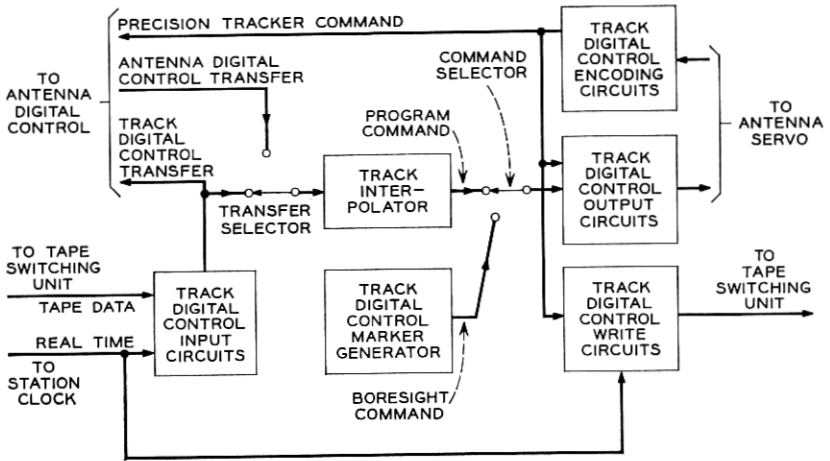 PRECISION TRACKER COMMAND
TO
ANTENNA
DIGITAL
CONTROL
ANTENNA DIGITAL
CONTROL TRANSFER
TRACK
DIGITAL
CONTROL
TRANSFER
TRANSFER
SELECTOR
TRACK
INTER-
POLATOR
PROGRAM
COMMAND
COMMAND
SELECTOR
TRACK
DIGITAL
CONTROL
ENCODING
CIRCUITS
TO
ANTENNA
SERVO
TRACK
DIGITAL
CONTROL
OUTPUT
CIRCUITS
TO TAPE
SWITCHING
UNIT
TAPE DATA
REAL TIME
TO
STATION
CLOCK
TRACK
DIGITAL
CONTROL
INPUT
CIRCUITS
TRACK
DIGITAL
CONTROL
MARKER
GENERATOR
BORESIGHT
COMMAND
TRACK
DIGITAL
CONTROL
WRITE
CIRCUITS
TO
TAPE
SWITCHING
UNIT